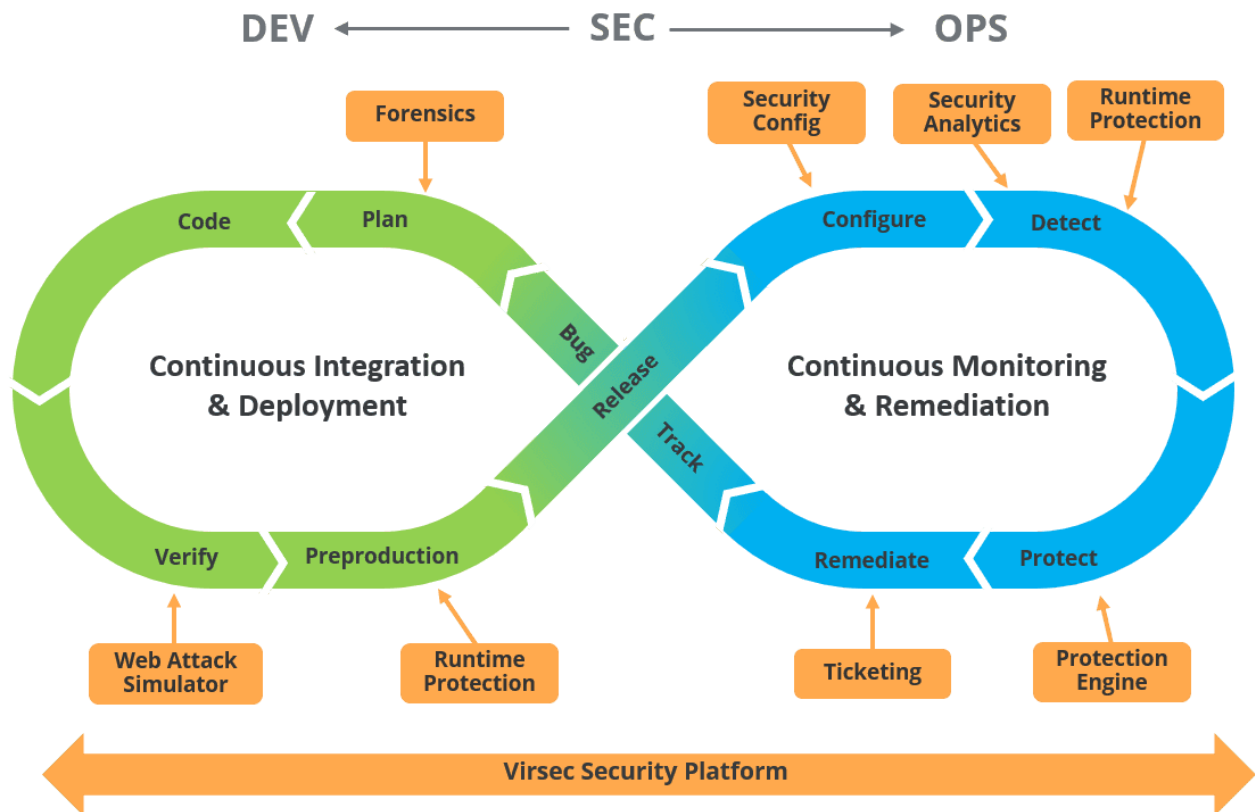 DEV
SEC
OPS
Forensics
Security
Config
Security
Analytics
Runtime
Protection
Code
Plan
Configure
Detect
Bug
Release
Track
Continuous Integration
& Deployment
Continuous Monitoring
& Remediation
Verify
Preproduction
Remediate
Protect
Web Attack
Simulator
Runtime
Protection
Ticketing
Protection
Engine
Virsec Security Platform